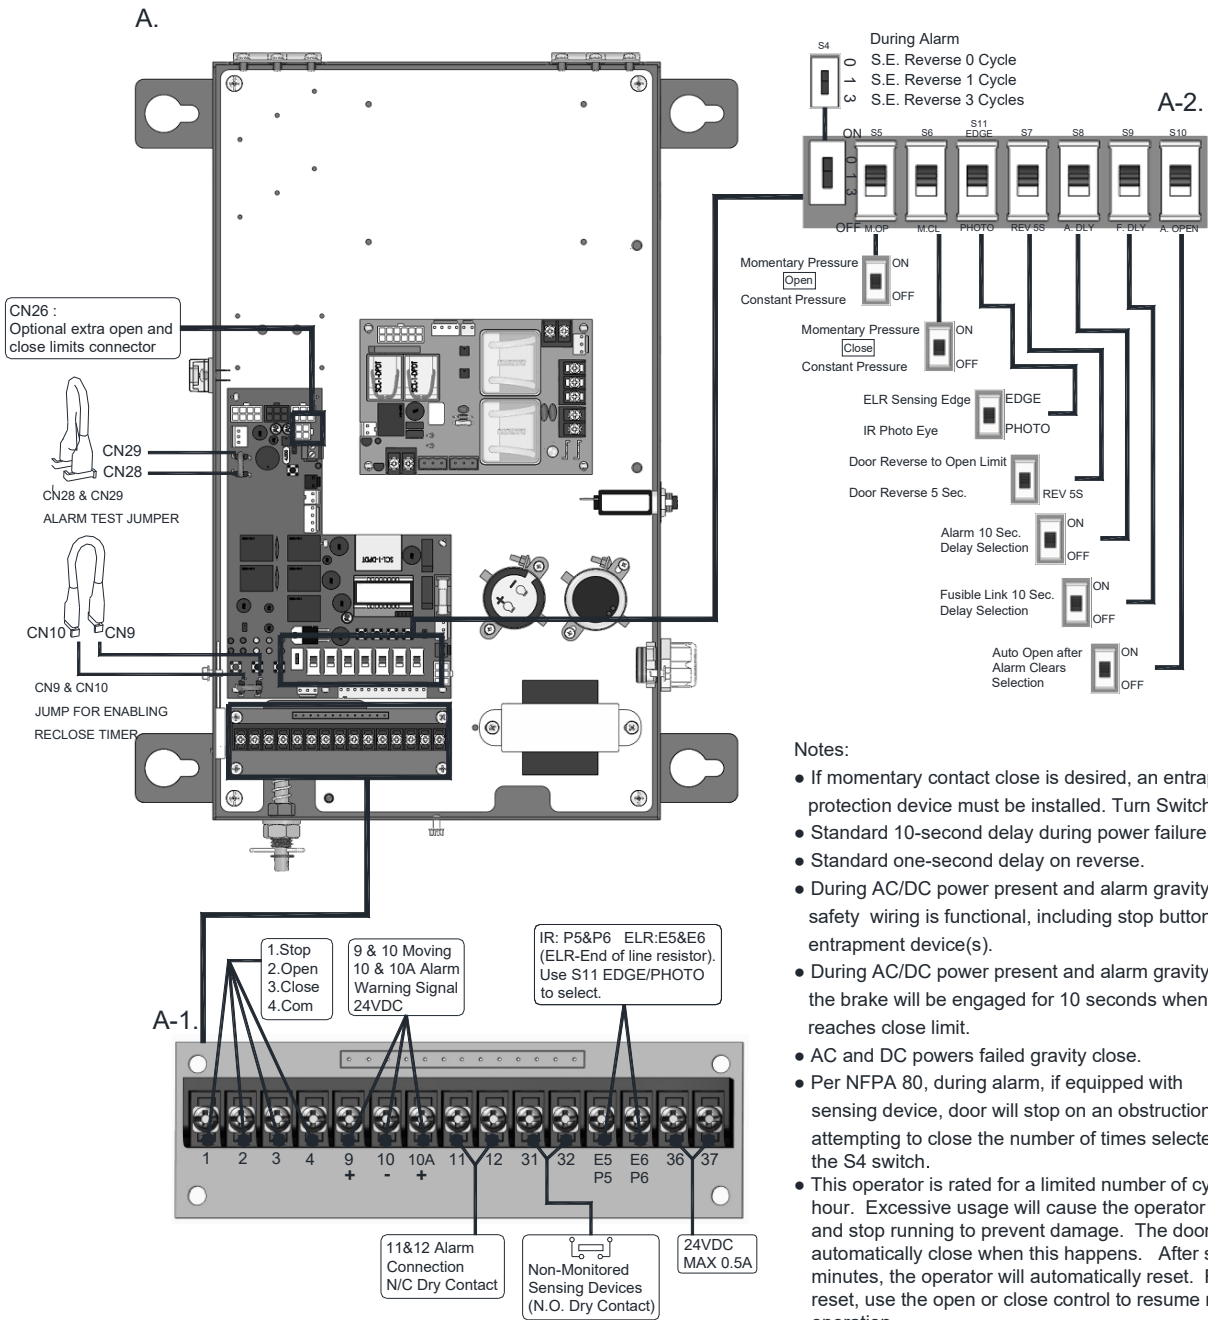 A.
S4
0
1
3
During Alarm
S.E. Reverse 0 Cycle
S.E. Reverse 1 Cycle
S.E. Reverse 3 Cycles
A-2.
ON
S5
S6
S11
EDGE
S7
S8
S9
S10
0
1
3
OFF
M.OP
M.CL
PHOTO
REV 5S
A. DLY
F. DLY
A. OPEN
Momentary Pressure
Open
Constant Pressure
ON
OFF
Momentary Pressure
Close
Constant Pressure
ON
OFF
ELR Sensing Edge
IR Photo Eye
EDGE
PHOTO
Door Reverse to Open Limit
Door Reverse 5 Sec.
REV 5S
Alarm 10 Sec.
Delay Selection
ON
OFF
Fusible Link 10 Sec.
Delay Selection
ON
OFF
Auto Open after
Alarm Clears
Selection
ON
OFF
CN26 :
Optional extra open and
close limits connector
CN29
CN28
CN28 & CN29
ALARM TEST JUMPER
CN10
CN9
CN9 & CN10
JUMP FOR ENABLING
RECLOSE TIMER
SCL-1-DPDT
SCL-1-DPDT
SCL-1-DPDT
Notes:
● If momentary contact close is desired, an entrap
protection device must be installed. Turn Switch
● Standard 10-second delay during power failure
● Standard one-second delay on reverse.
● During AC/DC power present and alarm gravity
safety wiring is functional, including stop button
entrapment device(s).
● During AC/DC power present and alarm gravity
the brake will be engaged for 10 seconds when
reaches close limit.
● AC and DC powers failed gravity close.
● Per NFPA 80, during alarm, if equipped with
sensing device, door will stop on an obstruction
attempting to close the number of times selecte
the S4 switch.
● This operator is rated for a limited number of cy
hour. Excessive usage will cause the operator
and stop running to prevent damage. The door
automatically close when this happens. After s
minutes, the operator will automatically reset.
reset, use the open or close control to resume
A-1.
1.Stop
2.Open
3.Close
4.Com
9 & 10 Moving
10 & 10A Alarm
Warning Signal
24VDC
IR: P5&P6 ELR:E5&E6
(ELR-End of line resistor).
Use S11 EDGE/PHOTO
to select.
1 2 3 4 9 10 10A 11 12 31 32 E5 E6 36 37
+ - + P5 P6
11&12 Alarm
Connection
N/C Dry Contact
Non-Monitored
Sensing Devices
(N.O. Dry Contact)
24VDC
MAX 0.5A